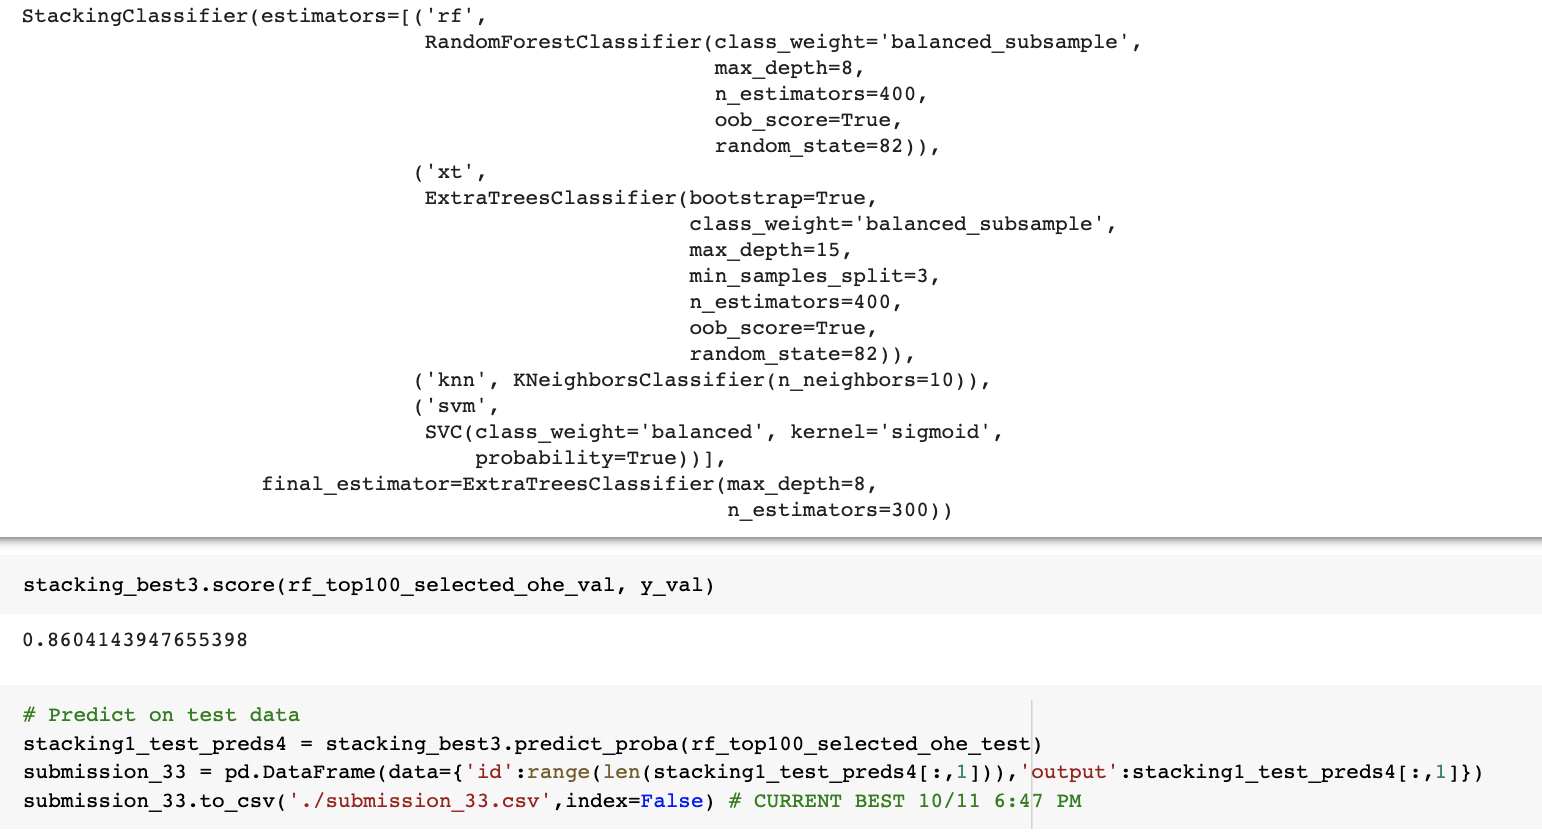 StackingClassifier(estimators=[('rf',
RandomForestClassifier(class_weight='balanced_subsample',
max_depth=8,
n_estimators=400,
oob_score=True,
random_state=82)),
('xt',
ExtraTreesClassifier(bootstrap=True,
class_weight='balanced_subsample',
max_depth=15,
min_samples_split=3,
n_estimators=400,
oob_score=True,
random_state=82)),
('knn', KNeighborsClassifier(n_neighbors=10)),
('svm',
SVC(class_weight='balanced', kernel='sigmoid',
probability=True))],
final_estimator=ExtraTreesClassifier(max_depth=8,
n_estimators=300))
stacking_best3.score(rf_top100_selected_ohe_val, y_val)
0.8604143947655398
# Predict on test data
stacking1_test_preds4 = stacking_best3.predict_proba(rf_top100_selected_ohe_test)
submission_33 = pd.DataFrame(data={'id':range(len(stacking1_test_preds4[:,1])),'output':stacking1_test_preds4[:,1]})
submission_33.to_csv('./submission_33.csv',index=False) # CURRENT BEST 10/11 6:47 PM